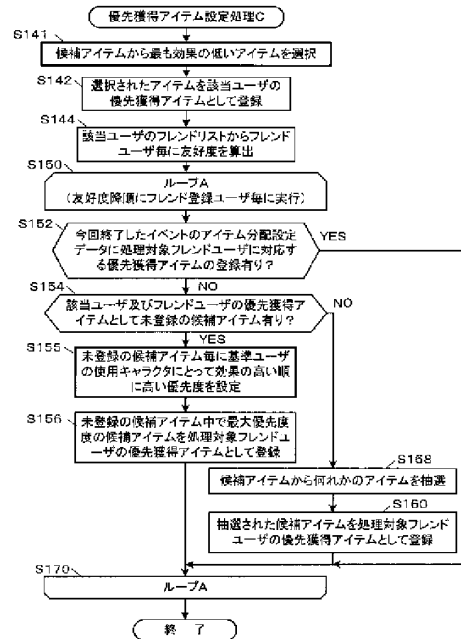 優先獲得アイテム設定処理C
S141
候補アイテムから最も効果の低いアイテムを選択
S142
選択されたアイテムを該当ユーザの
優先獲得アイテムとして登録
S144
該当ユーザのフレンドリストからフレンド
ユーザ毎に友好度を算出
S150
ループA
(友好度降順にフレンド登録ユーザ毎に実行)
S152
今回終了したイベントのアイテム分配設定
データに処理対象フレンドユーザに対応す
る優先獲得アイテムの登録有り?
YES
NO
S154
該当ユーザ及びフレンドユーザの優先獲得ア
イテムとして未登録の候補アイテム有り?
NO
YES
S155
未登録の候補アイテム毎に基準ユーザ
の使用キャラクタにとって効果の高い順
に高い優先度を設定
S156
未登録の候補アイテム中で最大優先度
度の候補アイテムを処理対象フレンドユ
ーザの優先獲得アイテムとして登録
S168
候補アイテムから何れかのアイテムを抽選
S160
抽選された候補アイテムを処理対象フレンド
ユーザの優先獲得アイテムとして登録
S170
ループA
終 了